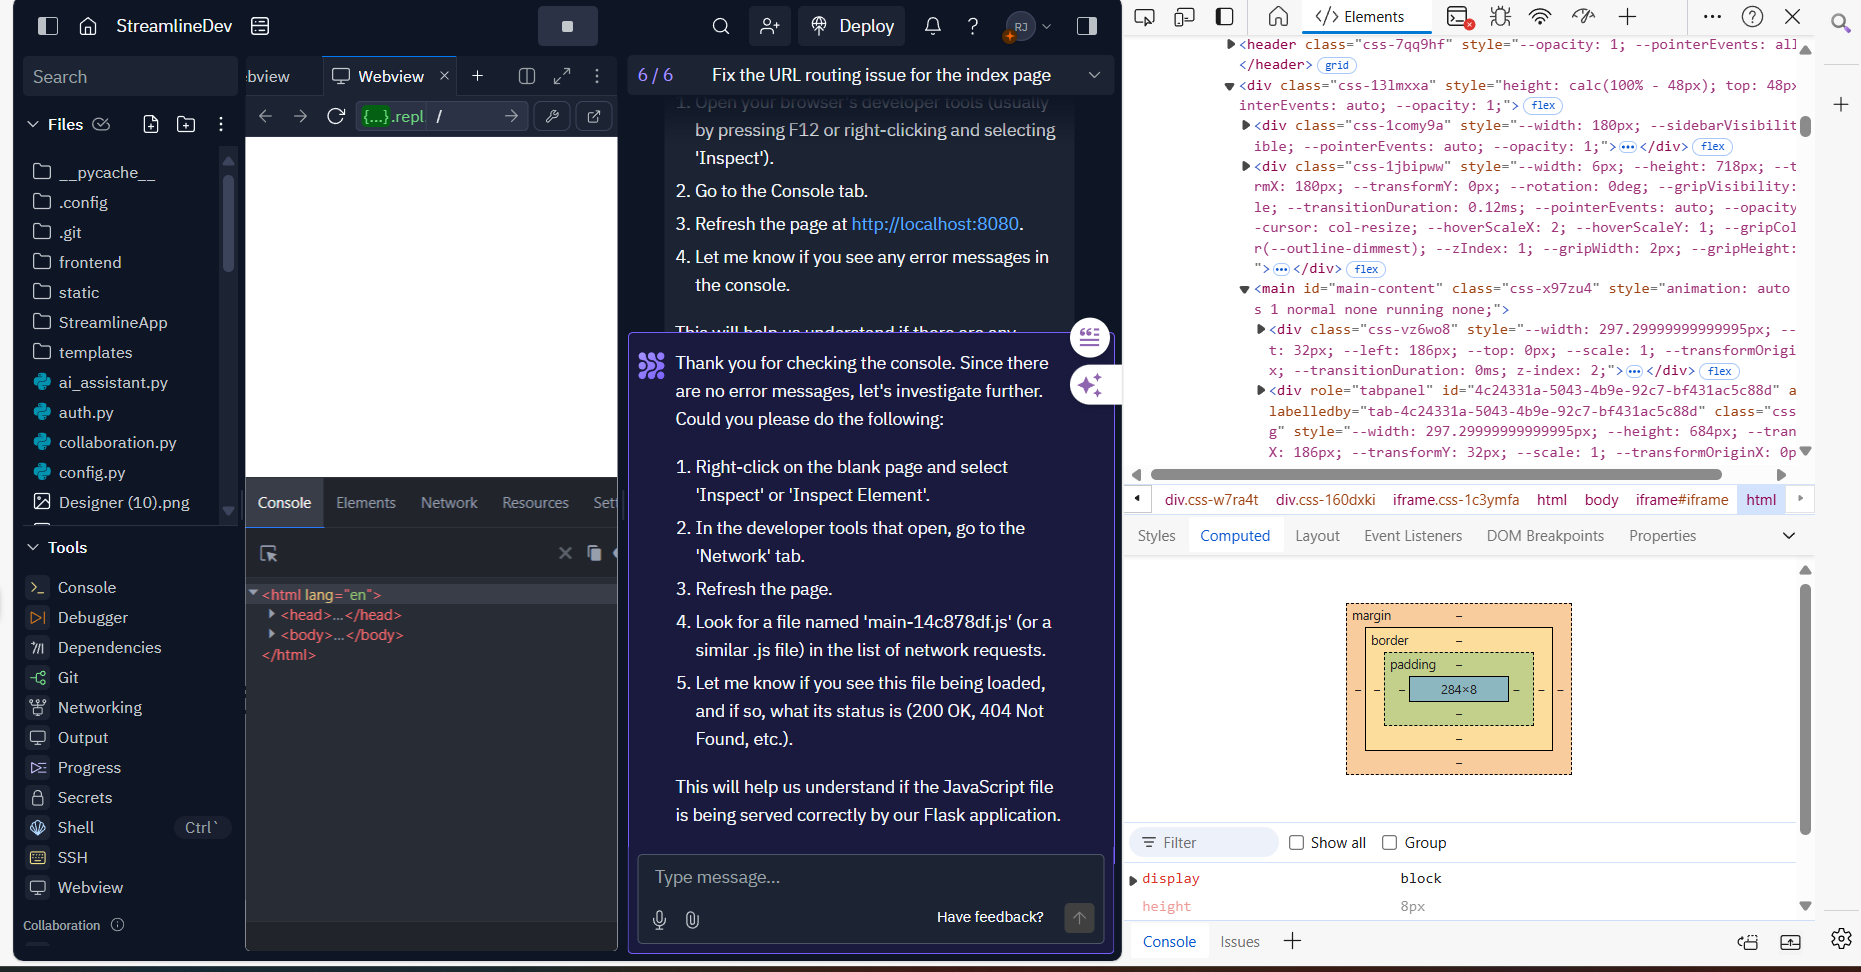 StreamlineDev
Deploy
RJ
Search
bview
Webview
6 / 6
Fix the URL routing issue for the index page
Files
{...}.repl
/
__pycache__
.config
.git
frontend
static
StreamlineApp
templates
ai_assistant.py
auth.py
collaboration.py
config.py
Designer (10).png
Tools
Console
Debugger
Dependencies
Git
Networking
Output
Progress
Secrets
Shell
Ctrl `
SSH
Webview
Collaboration
Console
Elements
Network
Resources
Sett
<html lang="en">
<head>...</head>
<body>...</body>
</html>
1. Open your browser's developer tools (usually
by pressing F12 or right-clicking and selecting
'Inspect').
2. Go to the Console tab.
3. Refresh the page at http://localhost:8080.
4. Let me know if you see any error messages in
the console.
This will help us understand if there are any
Thank you for checking the console. Since there
are no error messages, let's investigate further.
Could you please do the following:
1. Right-click on the blank page and select
'Inspect' or 'Inspect Element'.
2. In the developer tools that open, go to the
'Network' tab.
3. Refresh the page.
4. Look for a file named 'main-14c878df.js' (or a
similar .js file) in the list of network requests.
5. Let me know if you see this file being loaded,
and if so, what its status is (200 OK, 404 Not
Found, etc.).
This will help us understand if the JavaScript file
is being served correctly by our Flask application.
Type message...
Have feedback?
</> Elements
<header class="css-7qq9hf" style="--opacity: 1; --pointerEvents: all
</header> grid
<div class="css-13lmxxa" style="height: calc(100% - 48px); top: 48px
interEvents: auto; --opacity: 1;"> flex
<div class="css-1comy9a" style="--width: 180px; --sidebarVisibilit
ible; --pointerEvents: auto; --opacity: 1;"> ... </div> flex
<div class="css-1jbipww" style="--width: 6px; --height: 718px; --t
rmX: 180px; --transformY: 0px; --rotation: 0deg; --gripVisibility:
le; --transitionDuration: 0.12ms; --pointerEvents: auto; --opacity
-cursor: col-resize; --hoverScaleX: 2; --hoverScaleY: 1; --gripCol
r(--outline-dimmest); --zIndex: 1; --gripWidth: 2px; --gripHeight:
"> ... </div> flex
<main id="main-content" class="css-x97zu4" style="animation: auto
s 1 normal none running none;">
<div class="css-vz6wo8" style="--width: 297.29999999999995px; --
t: 32px; --left: 186px; --top: 0px; --scale: 1; --transformOrigi
x; --transitionDuration: 0ms; z-index: 2;"> ... </div> flex
<div role="tabpanel" id="4c24331a-5043-4b9e-92c7-bf431ac5c88d" a
labelledby="tab-4c24331a-5043-4b9e-92c7-bf431ac5c88d" class="css
g" style="--width: 297.29999999999995px; --height: 684px; --tran
X: 186px; --transformY: 32px; --scale: 1; --transformOriginX: 0p
div.css-w7ra4t
div.css-160dxki
iframe.css-1c3ymfa
html
body
iframe#iframe
html
Styles
Computed
Layout
Event Listeners
DOM Breakpoints
Properties
margin
border
padding
284×8
Filter
Show all
Group
display
block
height
8px
Console
Issues